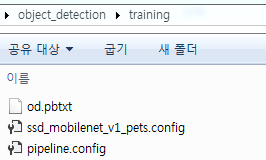 object_detection ▸ training
공유 대상 ▼ 굽기 새 폴더
이름
od.pbtxt
ssd_mobilenet_v1_pets.config
pipeline.config